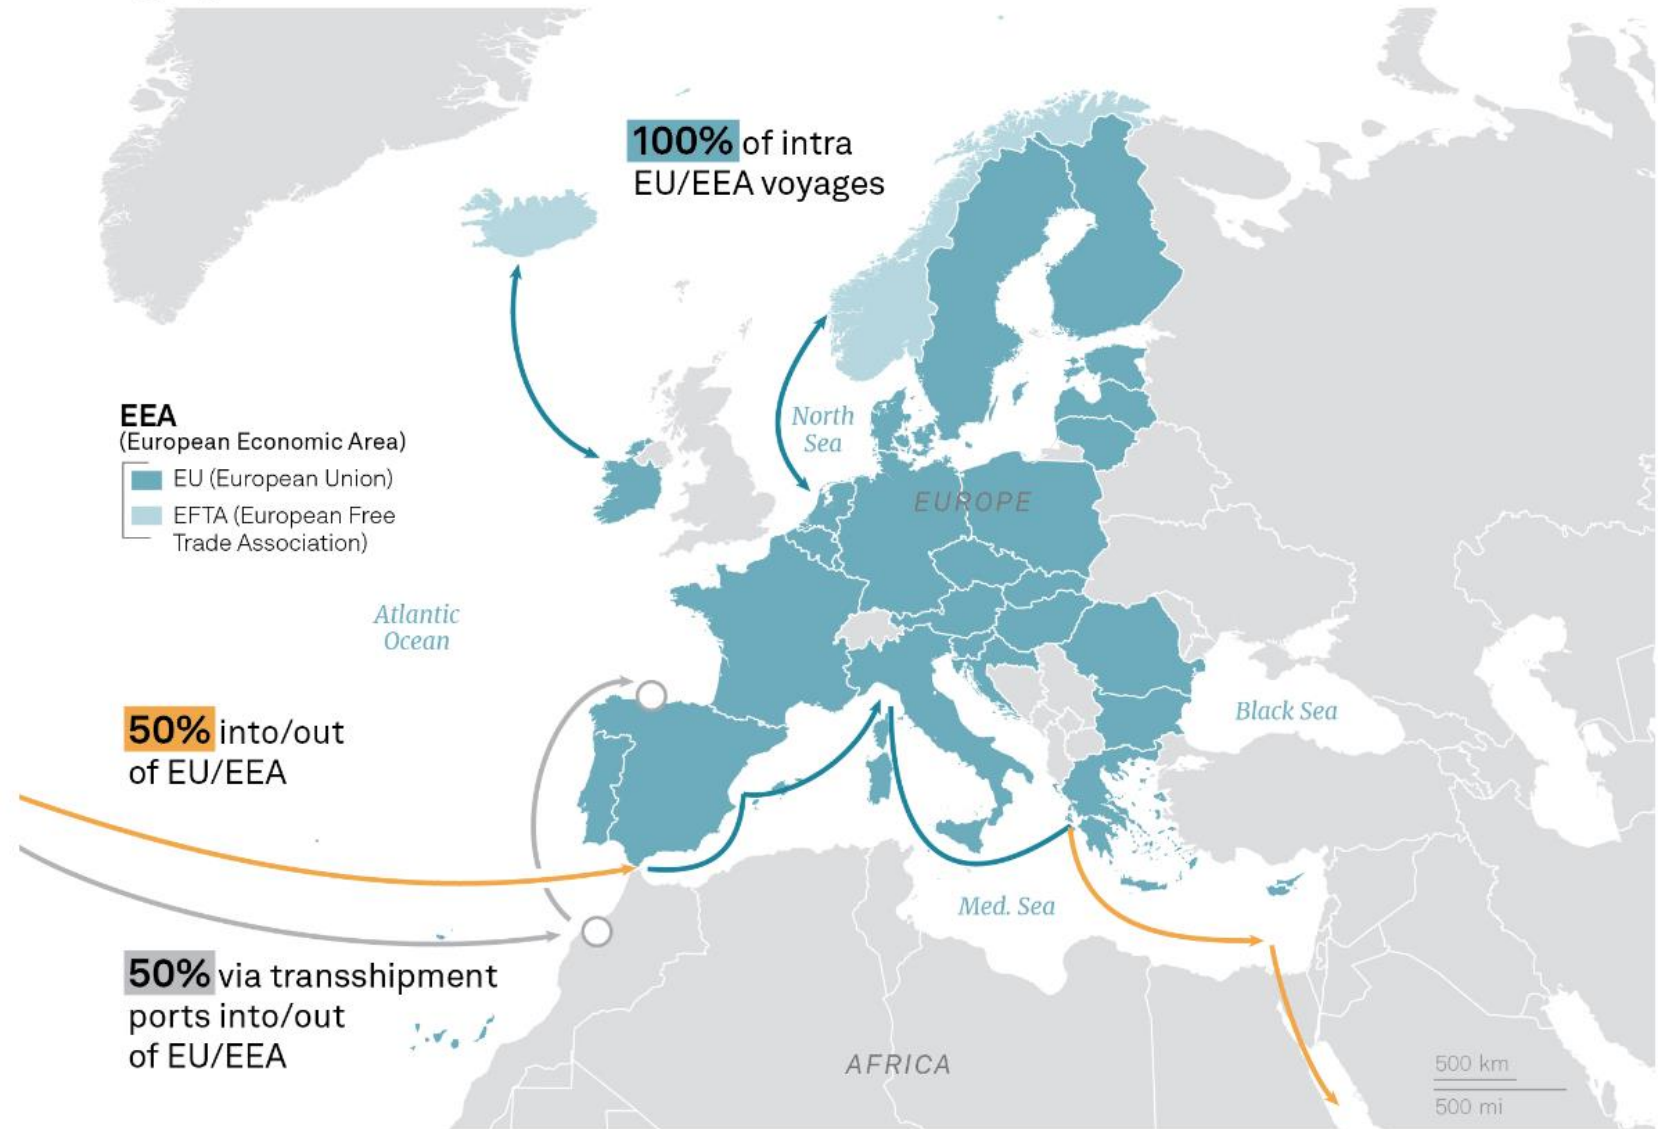 100% of intra
EU/EEA voyages
EEA
(European Economic Area)
EU (European Union)
EFTA (European Free
Trade Association)
North
Sea
EUROPE
Atlantic
Ocean
50% into/out
of EU/EEA
Black Sea
Med. Sea
50% via transshipment
ports into/out
of EU/EEA
AFRICA
500 km
500 mi